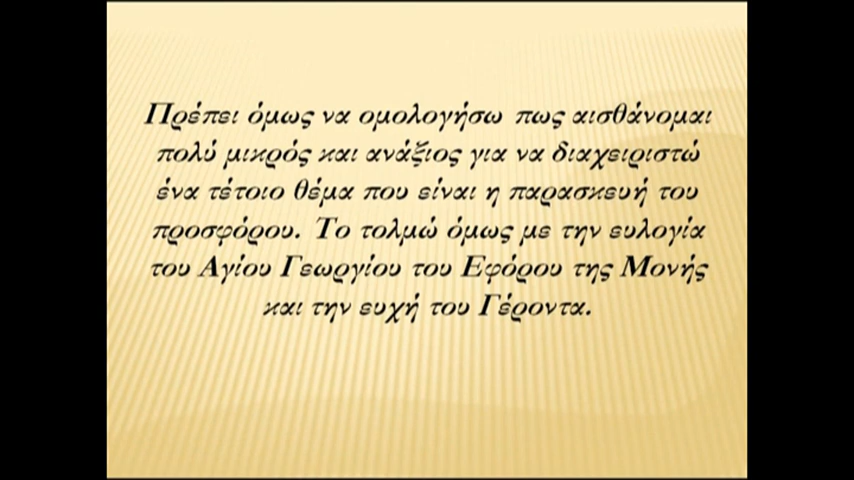 Πρέπει όμως να ομολογήσω πως αισθάνομαι
πολύ μικρός και ανάξιος για να διαχειριστώ
ένα τέτοιο θέμα που είναι η παρασκευή του
προσφόρου. Το τολμώ όμως με την ευλογία
του Αγίου Γεωργίου του Εφόρου της Μονής
και την ευχή του Γέροντα.